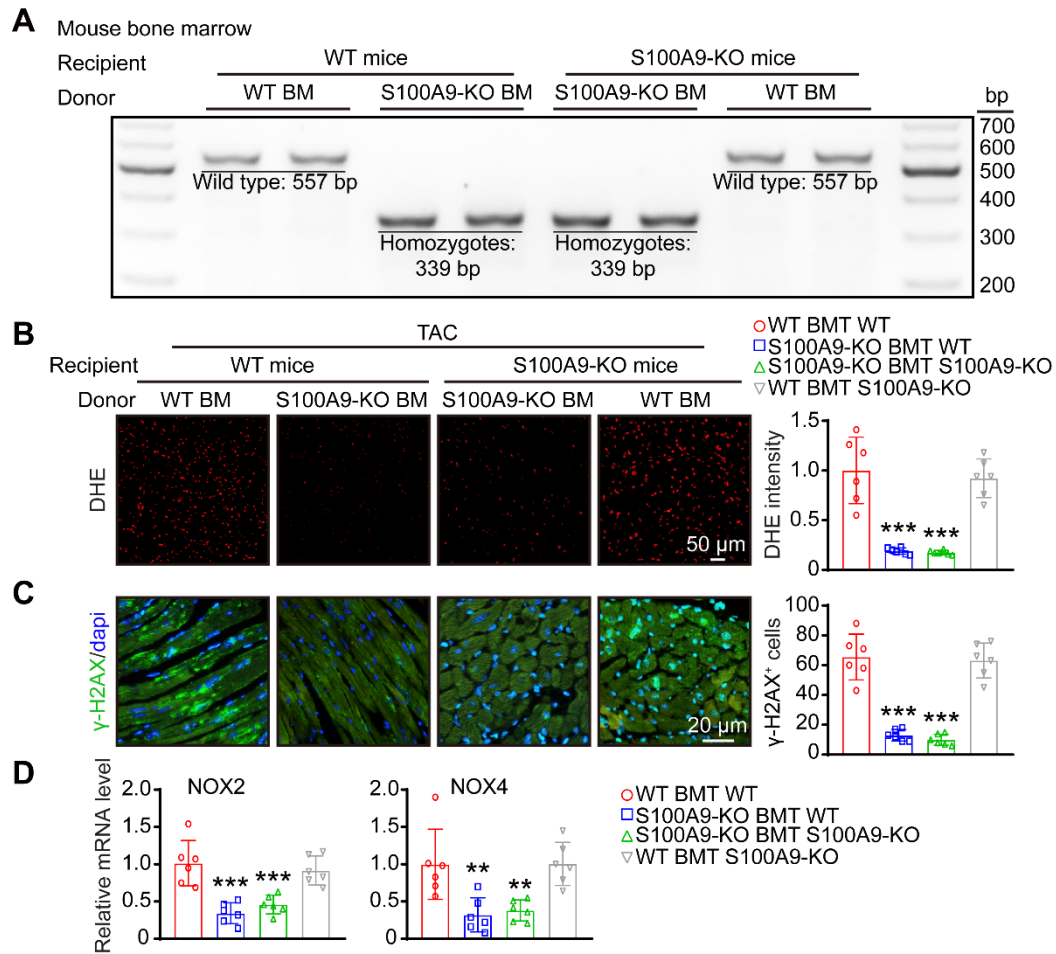 A
Mouse bone marrow
Recipient WT mice S100A9-KO mice
Donor WT BM S100A9-KO BM S100A9-KO BM WT BM bp
700
600
500
400
300
200
Wild type: 557 bp Wild type: 557 bp
Homozygotes: Homozygotes:
339 bp 339 bp
B
TAC
Recipient WT mice S100A9-KO mice
Donor WT BM S100A9-KO BM S100A9-KO BM WT BM
DHE
50 µm
WT BMT WT
S100A9-KO BMT WT
S100A9-KO BMT S100A9-KO
WT BMT S100A9-KO
DHE intensity
1.5
1.0
0.5
0
*** ***
C
γ-H2AX/dapi
20 µm
γ-H2AX⁺ cells
100
80
60
40
20
0
*** ***
D
Relative mRNA level
NOX2
2.0
1.5
1.0
0.5
0
*** ***
NOX4
2.0
1.5
1.0
0.5
0
** **
WT BMT WT
S100A9-KO BMT WT
S100A9-KO BMT S100A9-KO
WT BMT S100A9-KO